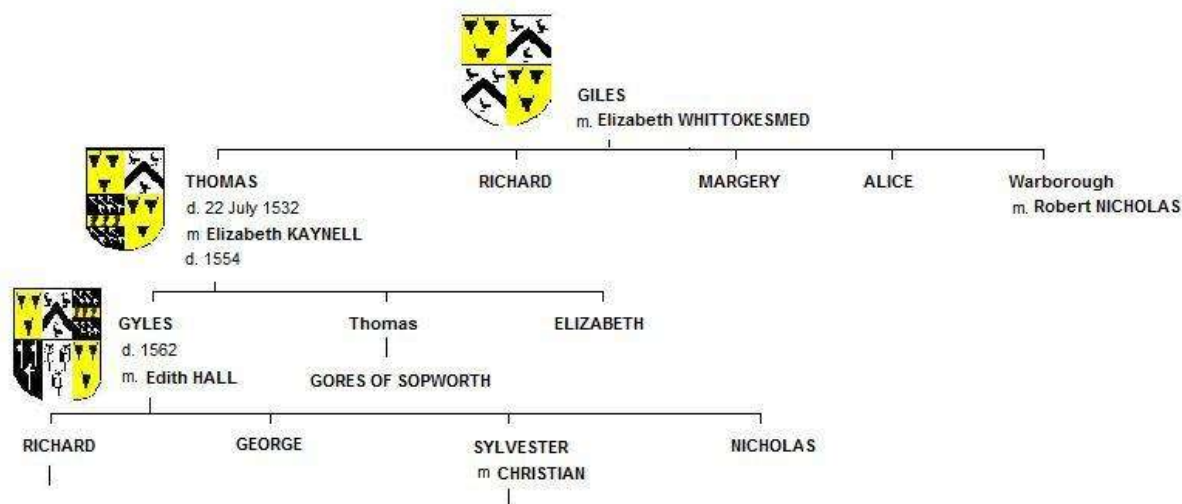 GILES
m. Elizabeth WHITTOKESMED
THOMAS
d. 22 July 1532
m Elizabeth KAYNELL
d. 1554
RICHARD
MARGERY
ALICE
Warborough
m. Robert NICHOLAS
GYLES
d. 1562
m. Edith HALL
Thomas
GORES OF SOPWORTH
ELIZABETH
RICHARD
GEORGE
SYLVESTER
m CHRISTIAN
NICHOLAS